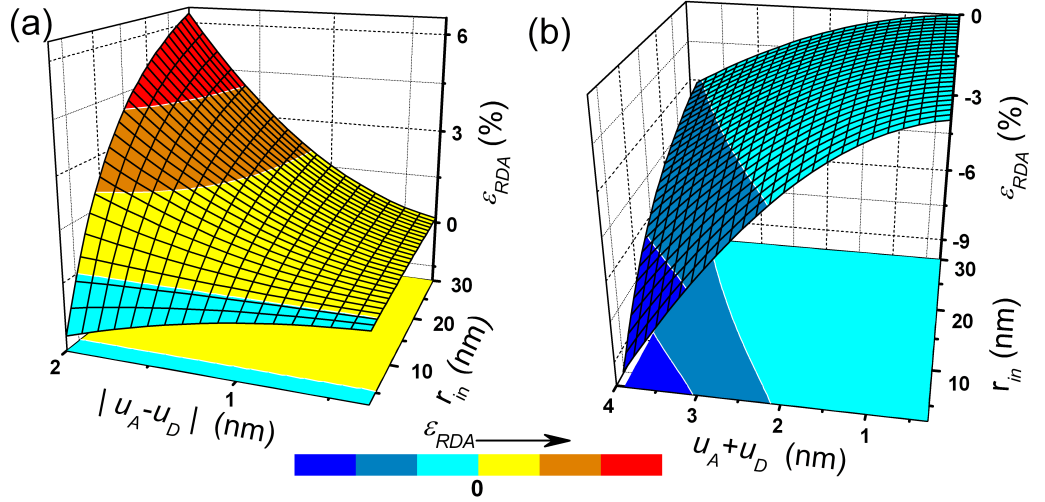 (a)
6
3
0
ε_RDA (%)
30
20
10
r_in (nm)
2
1
| u_A-u_D | (nm)
(b)
0
-3
-6
-9
ε_RDA (%)
30
20
10
r_in (nm)
4
3
2
1
u_A+u_D (nm)
ε_RDA
0